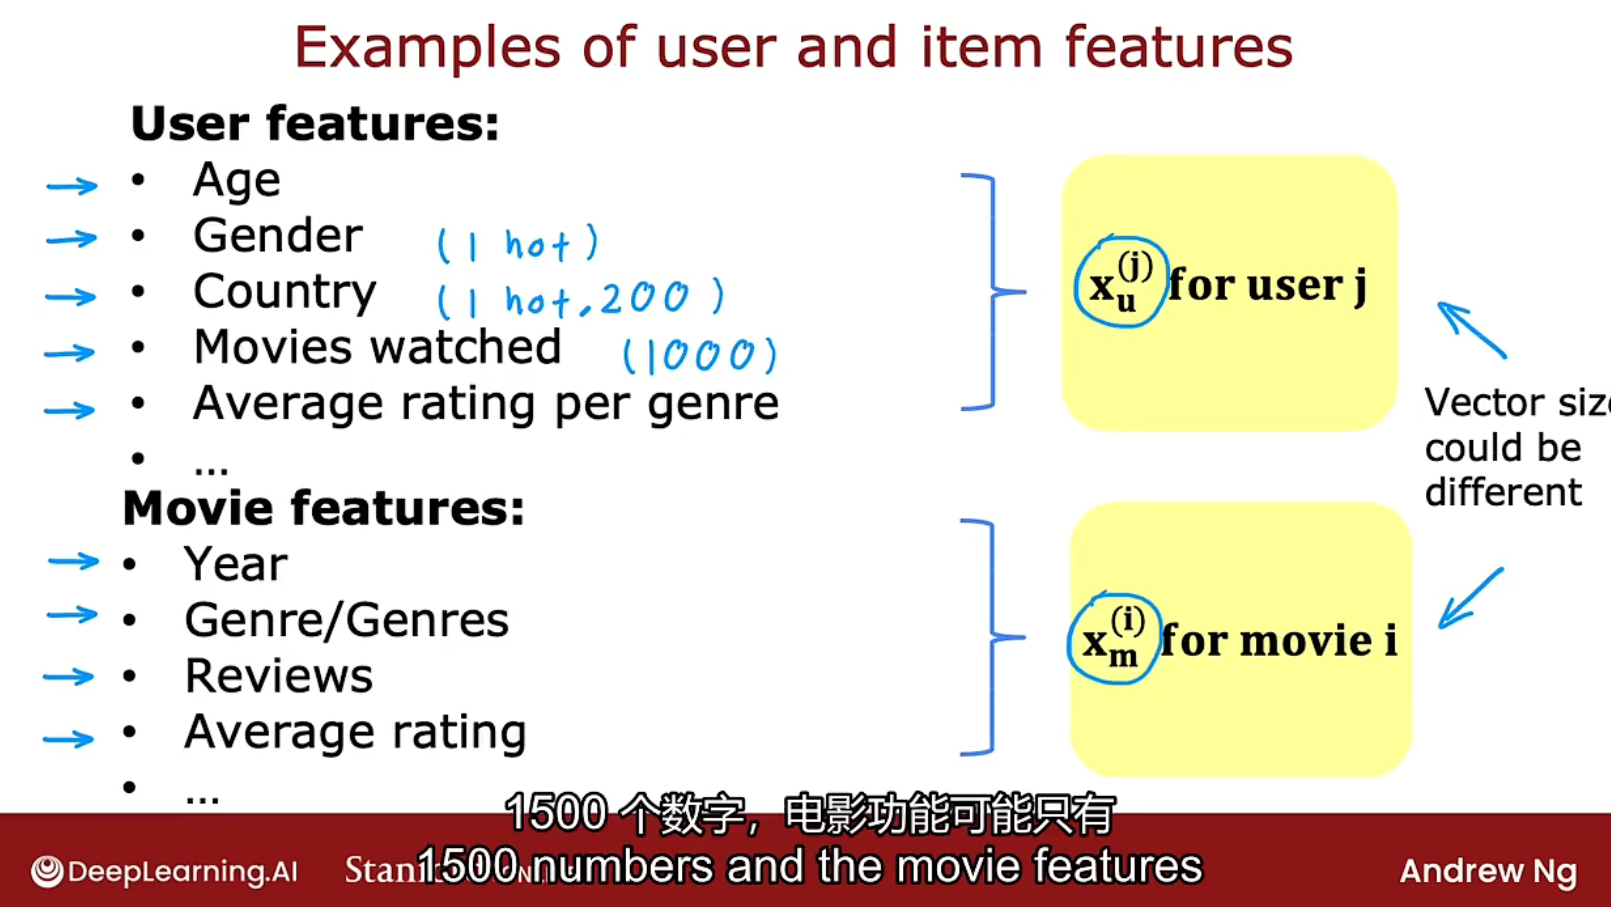 Examples of user and item features
User features:
→ • Age
→ • Gender (1 hot)
→ • Country (1 hot, 200)
→ • Movies watched (1000)
→ • Average rating per genre
• ...
x_u^(j) for user j
Vector size
could be
different
Movie features:
→ • Year
→ • Genre/Genres
→ • Reviews
→ • Average rating
• ...
x_m^(i) for movie i
1500 个数字，电影功能可能只有
1500 numbers and the movie features
DeepLearning.AI
Andrew Ng